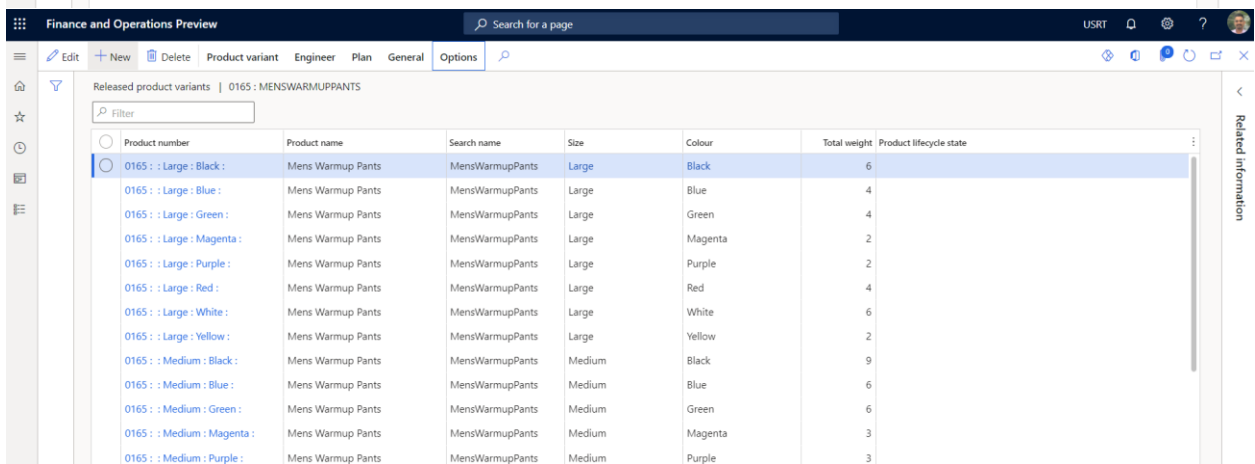 Finance and Operations Preview Search for a page USRT ?
Edit New Delete Product variant Engineer Plan General Options 0
Released product variants | 0165 : MENSWARMUPPANTS
Filter
Product number Product name Search name Size Colour Total weight Product lifecycle state
0165 : : Large : Black : Mens Warmup Pants MensWarmupPants Large Black 6
0165 : : Large : Blue : Mens Warmup Pants MensWarmupPants Large Blue 4
0165 : : Large : Green : Mens Warmup Pants MensWarmupPants Large Green 4
0165 : : Large : Magenta : Mens Warmup Pants MensWarmupPants Large Magenta 2
0165 : : Large : Purple : Mens Warmup Pants MensWarmupPants Large Purple 2
0165 : : Large : Red : Mens Warmup Pants MensWarmupPants Large Red 4
0165 : : Large : White : Mens Warmup Pants MensWarmupPants Large White 6
0165 : : Large : Yellow : Mens Warmup Pants MensWarmupPants Large Yellow 2
0165 : : Medium : Black : Mens Warmup Pants MensWarmupPants Medium Black 9
0165 : : Medium : Blue : Mens Warmup Pants MensWarmupPants Medium Blue 6
0165 : : Medium : Green : Mens Warmup Pants MensWarmupPants Medium Green 6
0165 : : Medium : Magenta : Mens Warmup Pants MensWarmupPants Medium Magenta 3
0165 : : Medium : Purple : Mens Warmup Pants MensWarmupPants Medium Purple 3
Related information